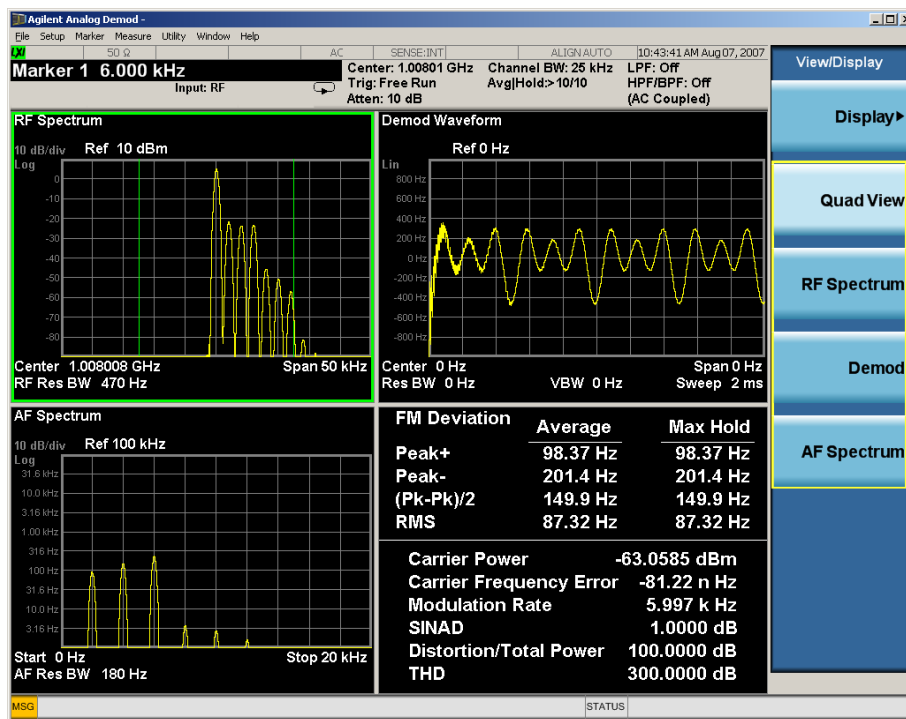 Agilent Analog Demod -
File Setup Marker Measure Utility Window Help
LXI 50 Ω AC SENSE:INT ALIGN AUTO 10:43:41 AM Aug 07, 2007
Marker 1 6.000 kHz
Input: RF
Center: 1.00801 GHz Channel BW: 25 kHz LPF: Off
Trig: Free Run Avg|Hold:>10/10 HPF/BPF: Off
Atten: 10 dB (AC Coupled)
View/Display
Display
Quad View
RF Spectrum
Demod
AF Spectrum
RF Spectrum
10 dB/div Ref 10 dBm
Log
0
-10
-20
-30
-40
-50
-60
-70
-80
Center 1.008008 GHz Span 50 kHz
RF Res BW 470 Hz
Demod Waveform
Ref 0 Hz
Lin
800 Hz
600 Hz
400 Hz
200 Hz
0 Hz
-200 Hz
-400 Hz
-600 Hz
-800 Hz
Center 0 Hz Span 0 Hz
Res BW 0 Hz VBW 0 Hz Sweep 2 ms
AF Spectrum
10 dB/div Ref 100 kHz
Log
31.6 kHz
10.0 kHz
3.16 kHz
1.00 kHz
316 Hz
100 Hz
31.6 Hz
10.0 Hz
3.16 Hz
Start 0 Hz Stop 20 kHz
AF Res BW 180 Hz
FM Deviation Average Max Hold
Peak+ 98.37 Hz 98.37 Hz
Peak- 201.4 Hz 201.4 Hz
(Pk-Pk)/2 149.9 Hz 149.9 Hz
RMS 87.32 Hz 87.32 Hz
Carrier Power -63.0585 dBm
Carrier Frequency Error -81.22 n Hz
Modulation Rate 5.997 k Hz
SINAD 1.0000 dB
Distortion/Total Power 100.0000 dB
THD 300.0000 dB
MSG STATUS